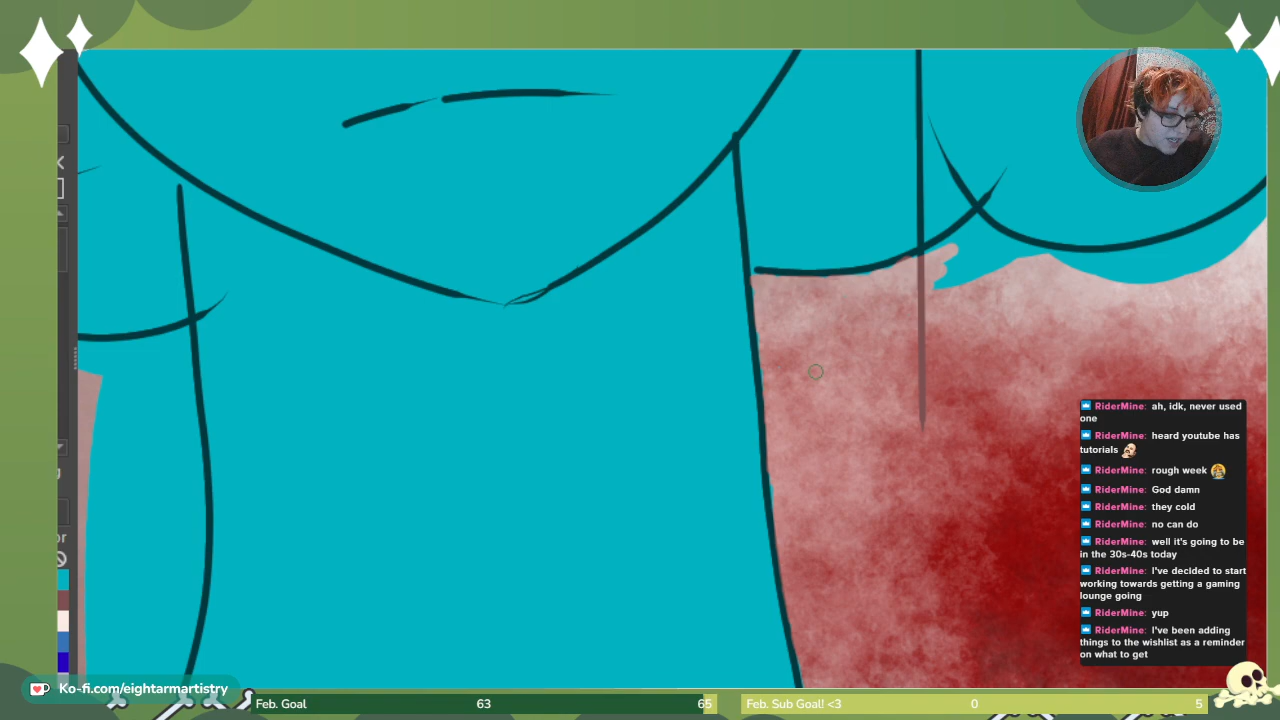 RiderMine: ah, idk, never used
one
RiderMine: heard youtube has
tutorials
RiderMine: rough week
RiderMine: God damn
RiderMine: they cold
RiderMine: no can do
RiderMine: well it's going to be
in the 30s-40s today
RiderMine: I've decided to start
working towards getting a gaming
lounge going
RiderMine: yup
RiderMine: I've been adding
things to the wishlist as a reminder
on what to get
or
Ko-fi.com/eightarmartistry
Feb. Goal 63 65
Feb. Sub Goal! <3 0 5